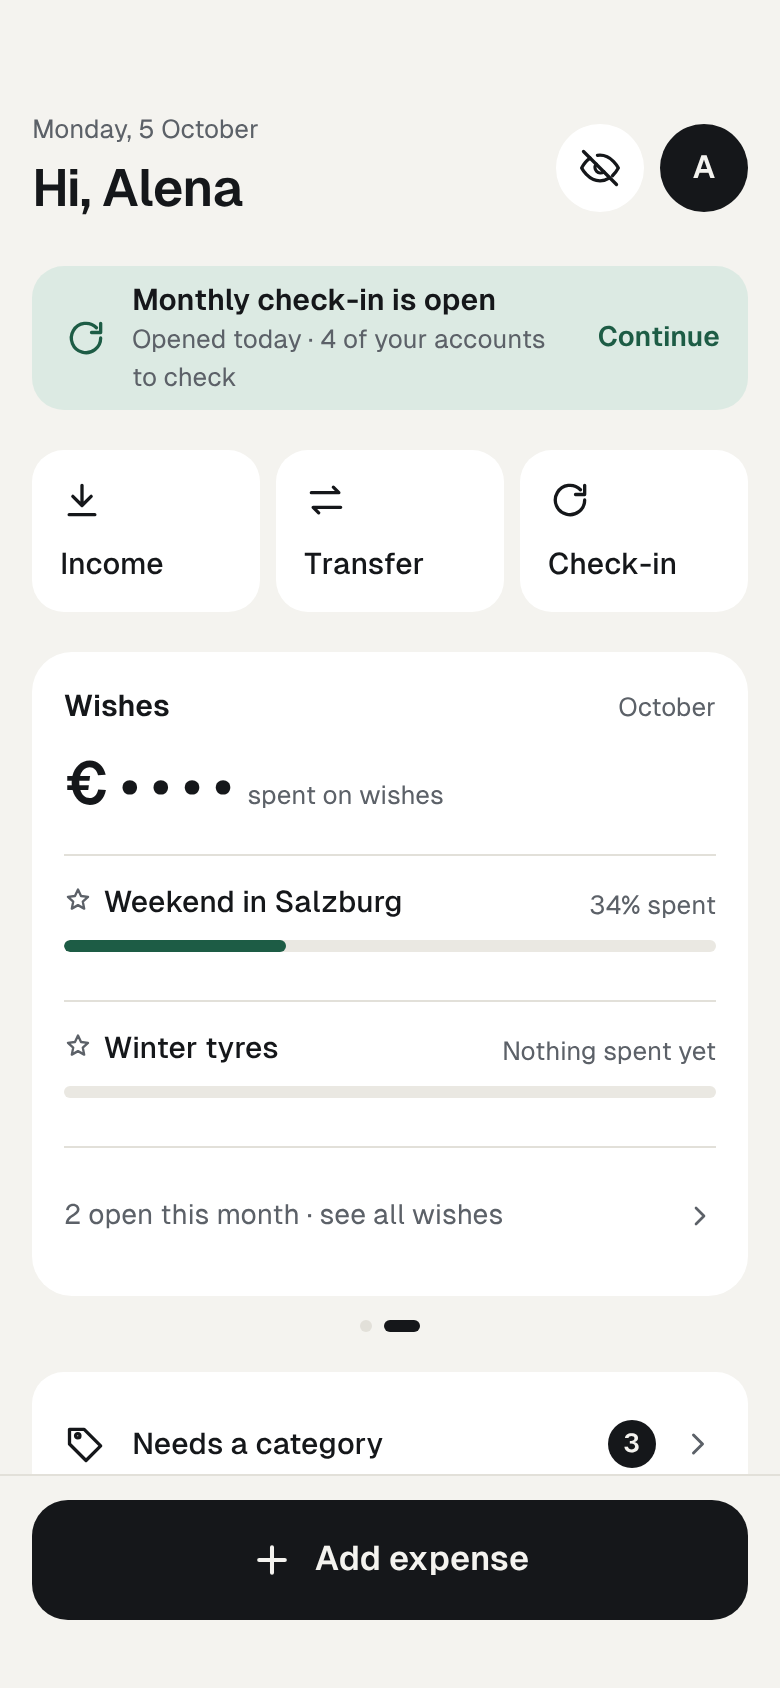 Monday, 5 October
Hi, Alena
A
Monthly check-in is open
Opened today · 4 of your accounts
to check
Continue
Income
Transfer
Check-in
Wishes
October
€ •••• spent on wishes
Weekend in Salzburg
34% spent
Winter tyres
Nothing spent yet
2 open this month · see all wishes
Needs a category
3
Add expense